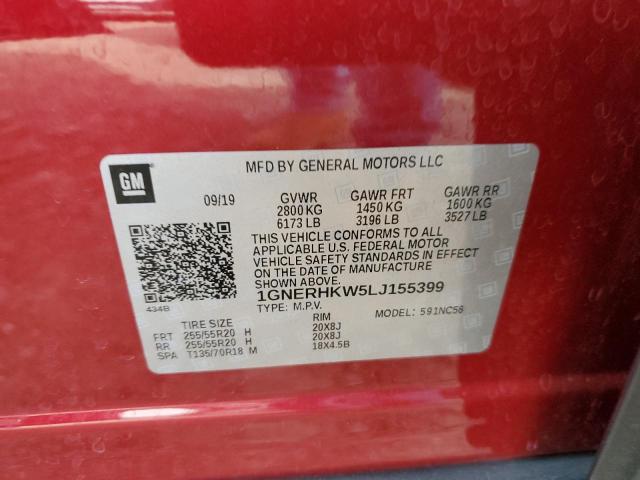 MFD BY GENERAL MOTORS LLC
GM
09/19 GVWR GAWR FRT GAWR RR
2800 KG 1450 KG 1600 KG
6173 LB 3196 LB 3527 LB
THIS VEHICLE CONFORMS TO ALL
APPLICABLE U.S. FEDERAL MOTOR
VEHICLE SAFETY STANDARDS IN EFFECT
ON THE DATE OF MANUFACTURE
SHOWN ABOVE.
1GNERHKW5LJ155399
434B TYPE: M.P.V. MODEL: 591NC56
TIRE SIZE RIM
FRT 255/55R20 H 20X8J
RR 255/55R20 H 20X8J
SPA T135/70R18 M 18X4.5B